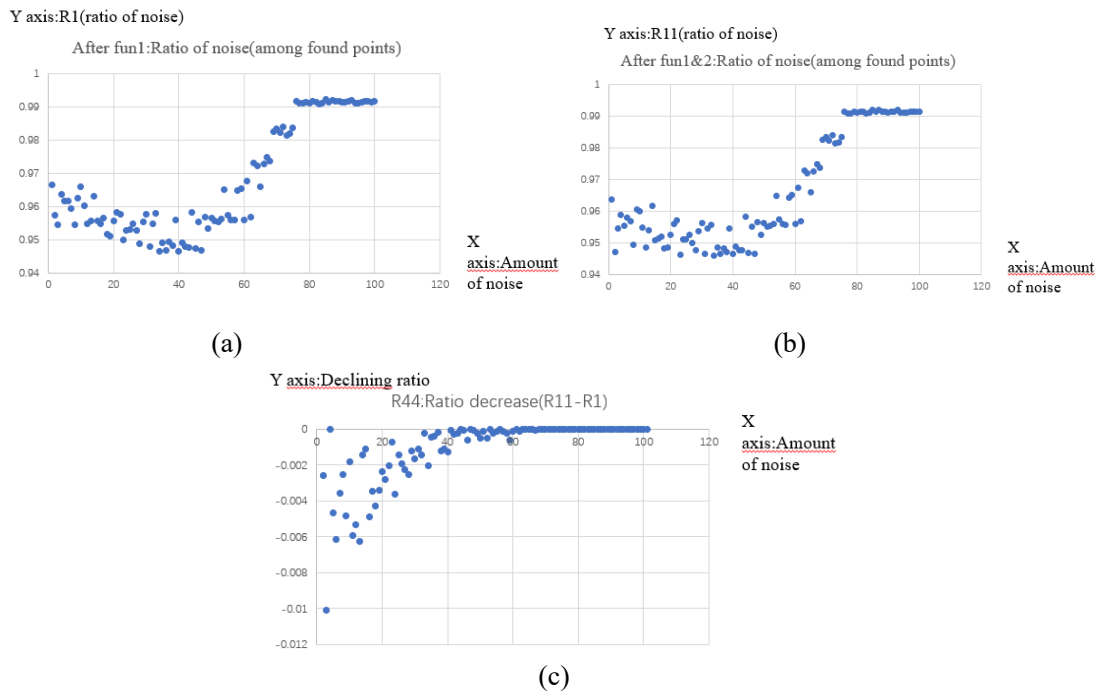 Y axis:R1(ratio of noise)
After fun1:Ratio of noise(among found points)
1
0.99
0.98
0.97
0.96
0.95
0.94
0 20 40 60 80 100 120
X
axis:Amount
of noise
(a)
Y axis:R11(ratio of noise)
After fun1&2:Ratio of noise(among found points)
1
0.99
0.98
0.97
0.96
0.95
0.94
0 20 40 60 80 100 120
X
axis:Amount
of noise
(b)
Y axis:Declining ratio
R44:Ratio decrease(R11-R1)
0
0 20 40 60 80 100 120
-0.002
-0.004
-0.006
-0.008
-0.01
-0.012
X
axis:Amount
of noise
(c)